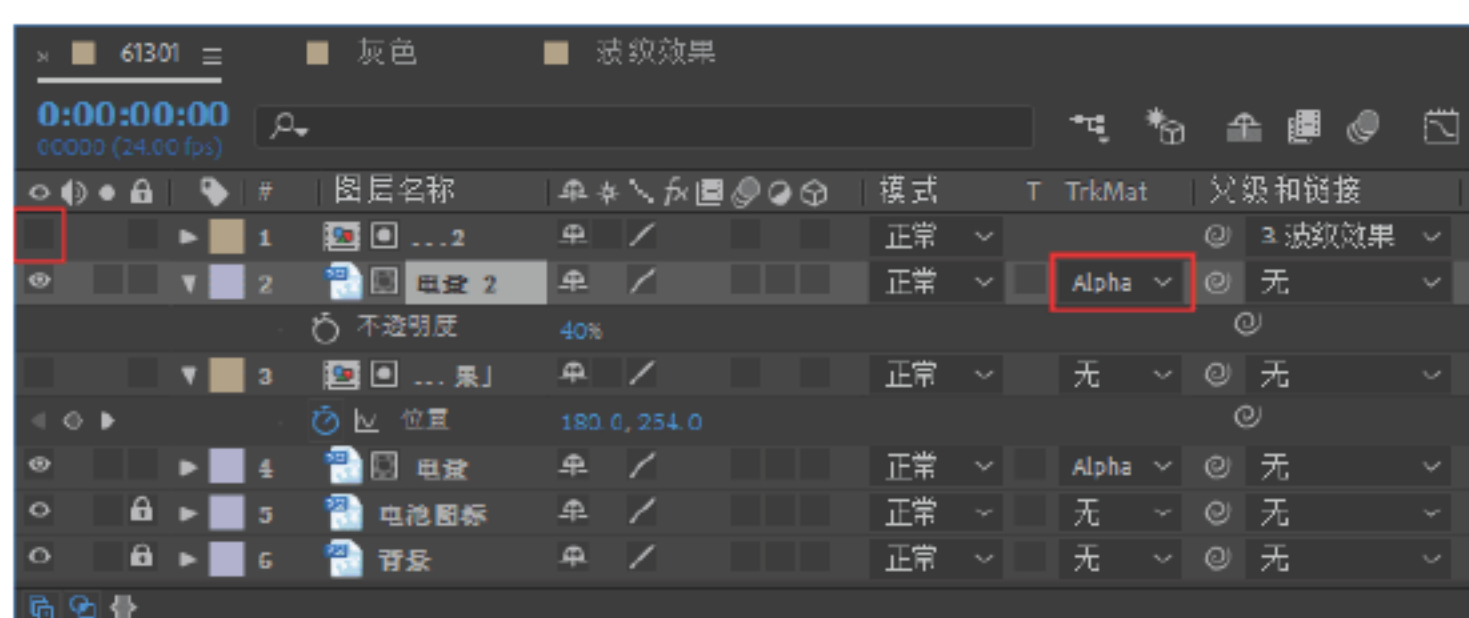 × 61301 ≡ 灰色 波纹效果
0:00:00:00
00000 (24.00 fps)
# 图层名称 fx 模式 T TrkMat 父级和链接
1 ...2 正常 3.波纹效果
2 电量 2 正常 Alpha 无
不透明度 40%
3 ... 果」 正常 无 无
位置 180.0, 254.0
4 电量 正常 Alpha 无
5 电池图标 正常 无 无
6 背景 正常 无 无